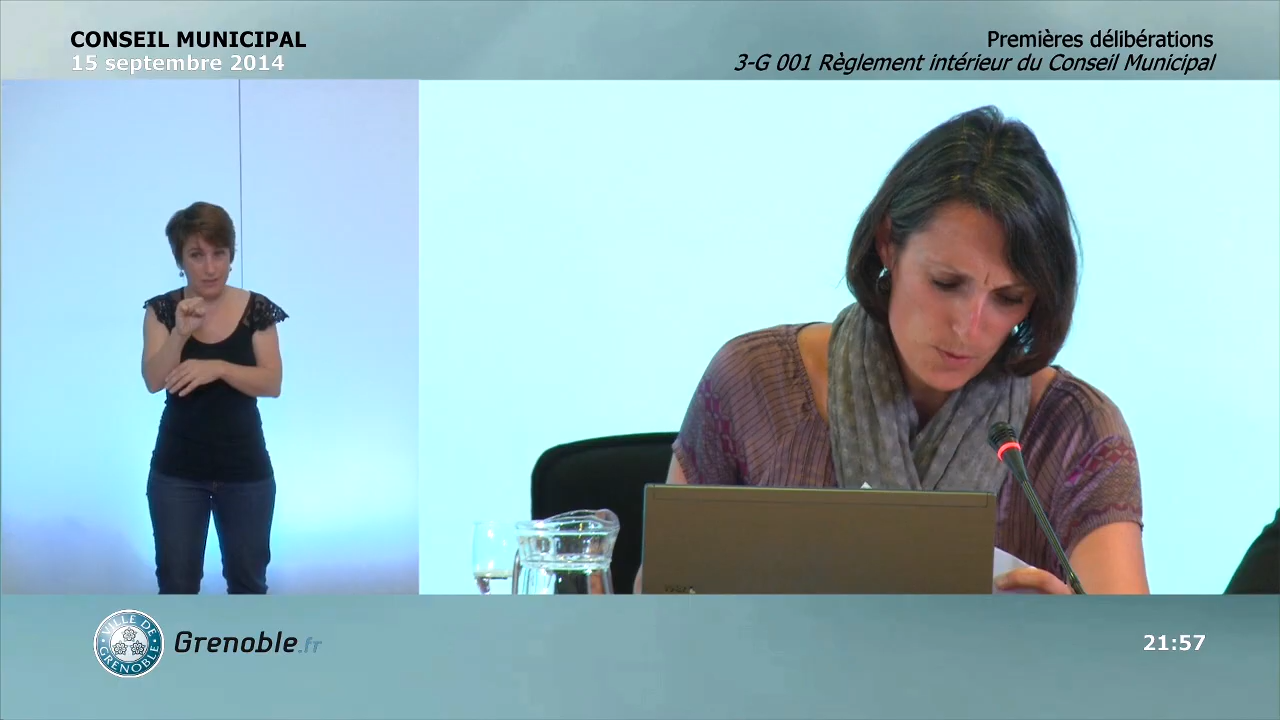 CONSEIL MUNICIPAL
15 septembre 2014
Premières délibérations
3-G 001 Règlement intérieur du Conseil Municipal
VILLE DE
GRENOBLE
Grenoble.fr
21:57